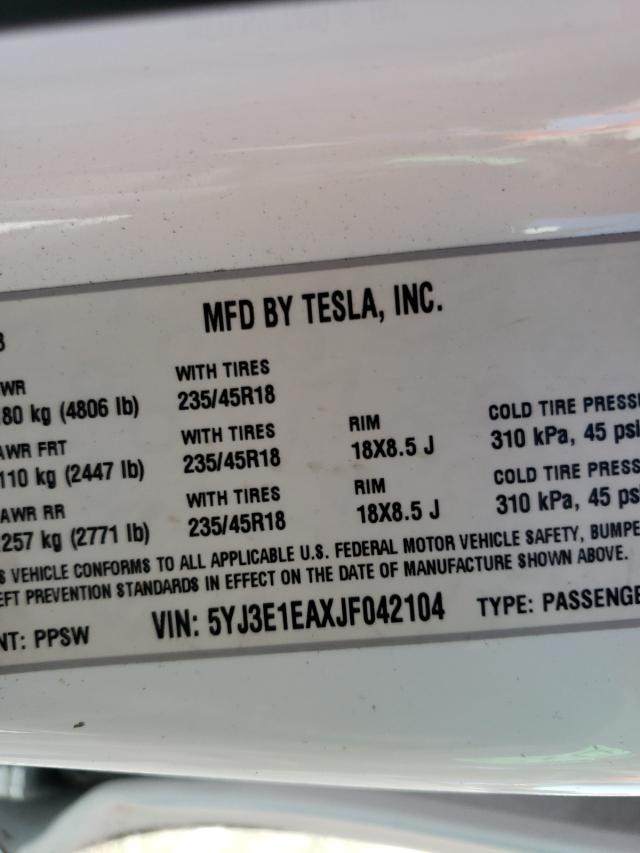 MFD BY TESLA, INC.
WITH TIRES
80 kg (4806 lb) 235/45R18
AWR FRT WITH TIRES RIM COLD TIRE PRESSU
110 kg (2447 lb) 235/45R18 18X8.5 J 310 kPa, 45 psi
AWR RR WITH TIRES RIM COLD TIRE PRESS
257 kg (2771 lb) 235/45R18 18X8.5 J 310 kPa, 45 ps
S VEHICLE CONFORMS TO ALL APPLICABLE U.S. FEDERAL MOTOR VEHICLE SAFETY, BUMPE
EFT PREVENTION STANDARDS IN EFFECT ON THE DATE OF MANUFACTURE SHOWN ABOVE.
NT: PPSW VIN: 5YJ3E1EAXJF042104 TYPE: PASSENGE